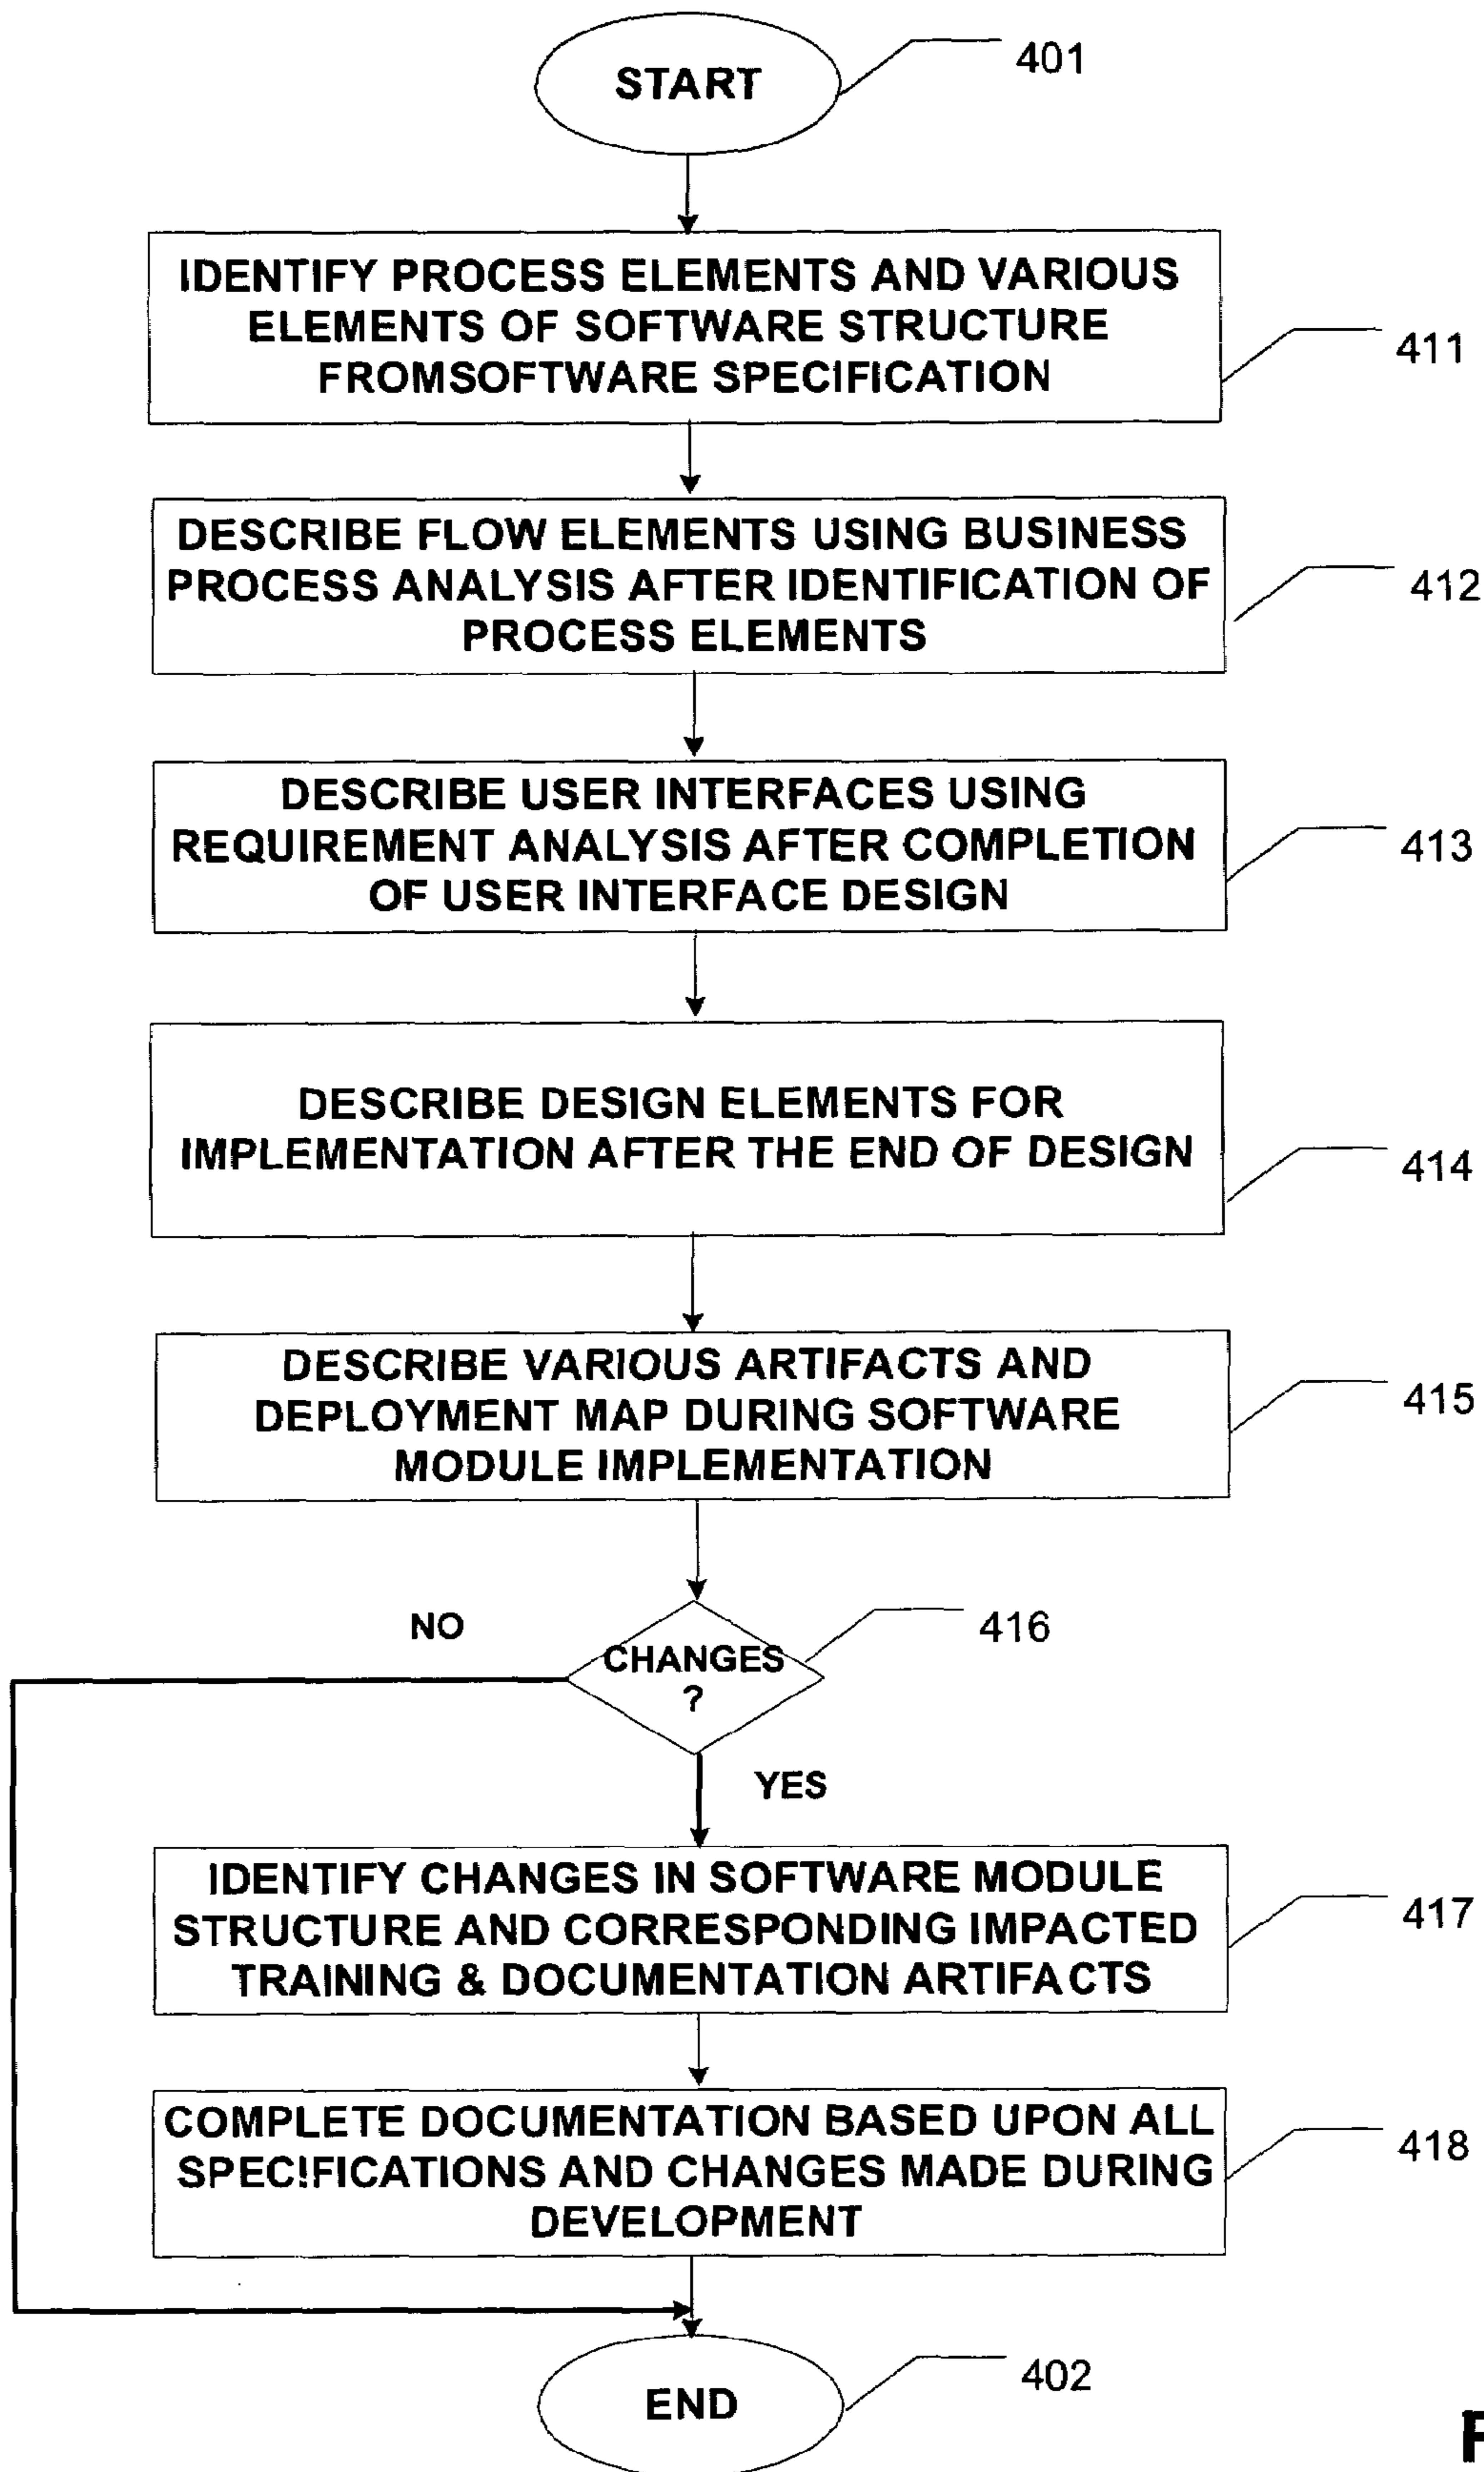 START
401
IDENTIFY PROCESS ELEMENTS AND VARIOUS
ELEMENTS OF SOFTWARE STRUCTURE
FROMSOFTWARE SPECIFICATION
411
DESCRIBE FLOW ELEMENTS USING BUSINESS
PROCESS ANALYSIS AFTER IDENTIFICATION OF
PROCESS ELEMENTS
412
DESCRIBE USER INTERFACES USING
REQUIREMENT ANALYSIS AFTER COMPLETION
OF USER INTERFACE DESIGN
413
DESCRIBE DESIGN ELEMENTS FOR
IMPLEMENTATION AFTER THE END OF DESIGN
414
DESCRIBE VARIOUS ARTIFACTS AND
DEPLOYMENT MAP DURING SOFTWARE
MODULE IMPLEMENTATION
415
NO
CHANGES
?
416
YES
IDENTIFY CHANGES IN SOFTWARE MODULE
STRUCTURE AND CORRESPONDING IMPACTED
TRAINING & DOCUMENTATION ARTIFACTS
417
COMPLETE DOCUMENTATION BASED UPON ALL
SPECIFICATIONS AND CHANGES MADE DURING
DEVELOPMENT
418
END
402